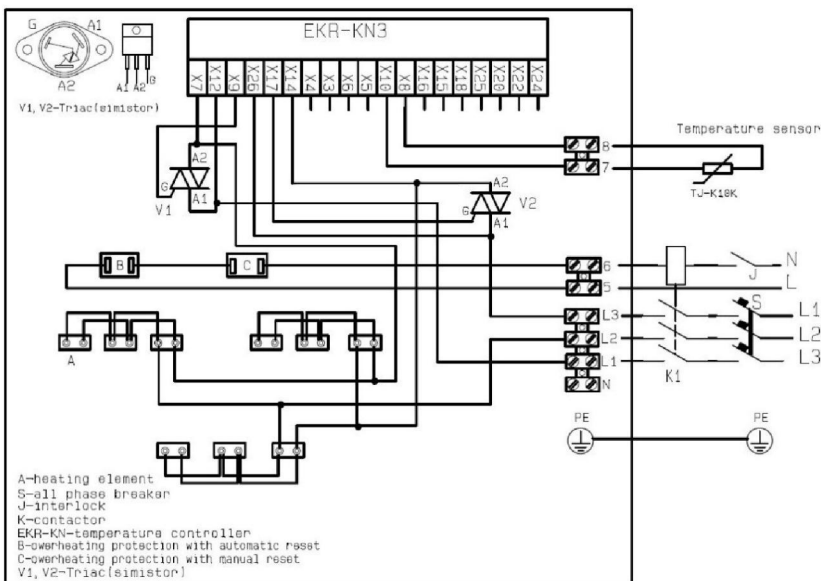 EKR-KN3
X7 X12 X9 X26 X17 X14 X4 X3 X6 X5 X10 X8 X16 X15 X18 X25 X20 X22 X24
G A1
A2
A1 A2 G
V1, V2-Triac(simistor)
Temperature sensor
8
7
TJ-K10K
A2
G
A1
V1
A2
G
A1
V2
B C
6
5
J
N
L
L3
L2
L1
N
K1
S
L1
L2
L3
A
PE PE
A-heating element
S-all phase breaker
J-interlock
K-contactor
EKR-KN-temperature controller
B-owerheating protection with automatic reset
C-owerheating protection with manual reset
V1, V2-Triac(simistor)